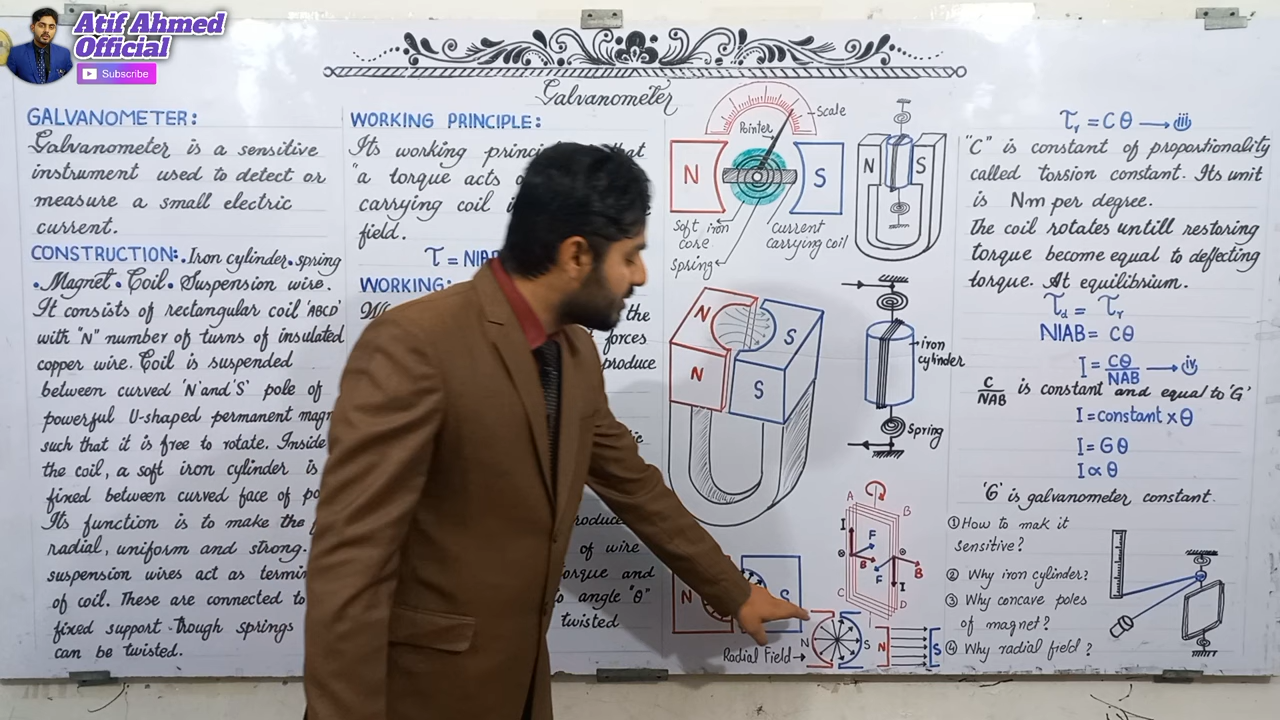 Atif Ahmed
Official
Subscribe
Galvanometer
GALVANOMETER:
Galvanometer is a sensitive
instrument used to detect or
measure a small electric
current.
CONSTRUCTION:. Iron cylinder. spring
. Magnet. Coil. Suspension wire.
It consists of rectangular coil 'ABCD'
with "N" number of turns of insulated
copper wire. Coil is suspended
between curved 'N' and 'S' pole of
powerful U-shaped permanent
such that it is free to rotate. Inside
the coil, a soft iron cylinder is
fixed between curved face of
Its function is to make the
radial, uniform and strong.
suspension wires act as
of coil. These are connected to
fixed support trough springs
can be twisted.
WORKING PRINCIPLE:
Its working that
"a torque acts
carrying coil
field.
τ =
WORKING:
the
forces
produce
of wire
and
angle "θ"
twisted
Scale
Pointer
N
S
Soft iron
core.
Spring
current
carrying coil
N S
N
S
N
S
iron
cylinder
Spring
A
B
I
F
B
F
B
I
C
D
N
S
N
S
N
S
Radial Field
τr = Cθ → iii
"C" is constant of proportionality
called torsion constant. Its unit
is Nm per degree.
The coil rotates untill restoring
torque become equal to deflecting
torque. At equilibrium.
τd = τr
NIAB = Cθ
I = Cθ/NAB → iv
C/NAB is constant and equal to 'G'
I = constant x θ
I = Gθ
I ∝ θ
'G' is galvanometer constant.
① How to make it
sensitive?
② Why iron cylinder?
③ Why concave poles
of magnet?
④ Why radial field?